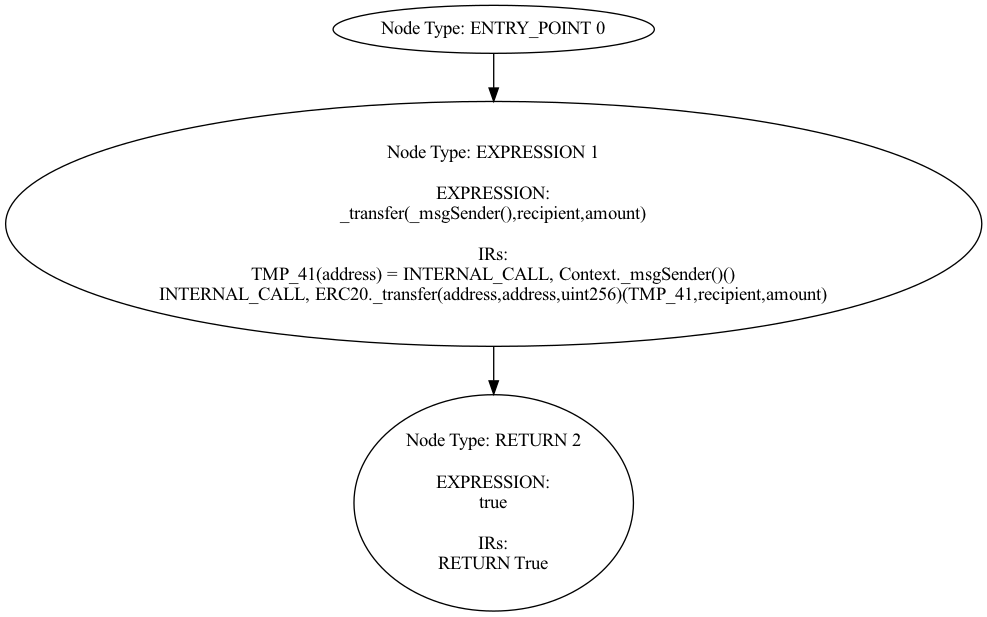 Node Type: ENTRY_POINT 0
Node Type: EXPRESSION 1
EXPRESSION:
_transfer(_msgSender(),recipient,amount)
IRs:
TMP_41(address) = INTERNAL_CALL, Context._msgSender()()
INTERNAL_CALL, ERC20._transfer(address,address,uint256)(TMP_41,recipient,amount)
Node Type: RETURN 2
EXPRESSION:
true
IRs:
RETURN True